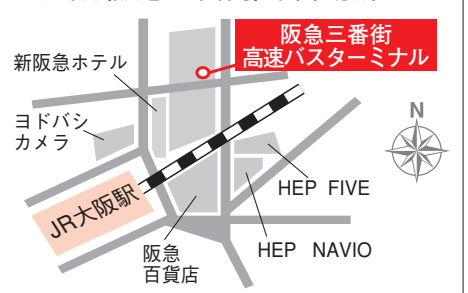 阪急三番街
高速バスターミナル
新阪急ホテル
ヨドバシ
カメラ
N
JR大阪駅
HEP FIVE
阪急
百貨店
HEP NAVIO